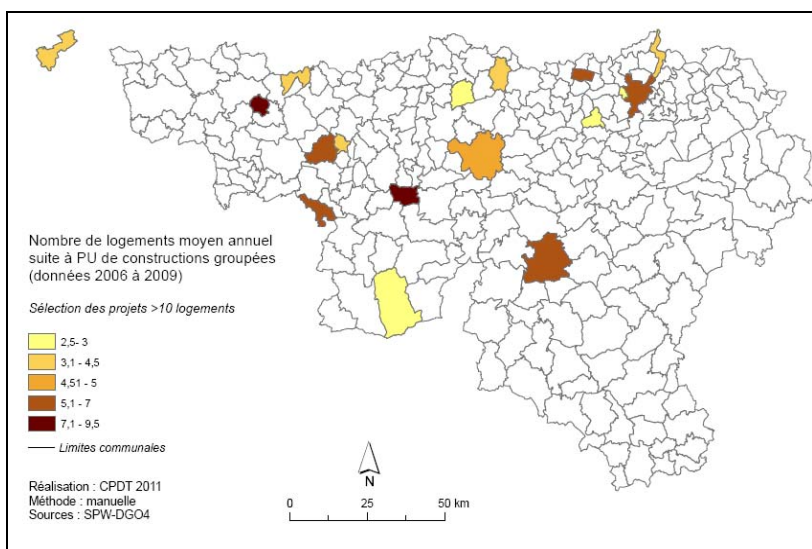 Nombre de logements moyen annuel
suite à PU de constructions groupées
(données 2006 à 2009)
Sélection des projets >10 logements
2,5- 3
3,1 - 4,5
4,51 - 5
5,1 - 7
7,1 - 9,5
Limites communales
Réalisation : CPDT 2011
Méthode : manuelle
Sources : SPW-DGO4
N
0 25 50 km